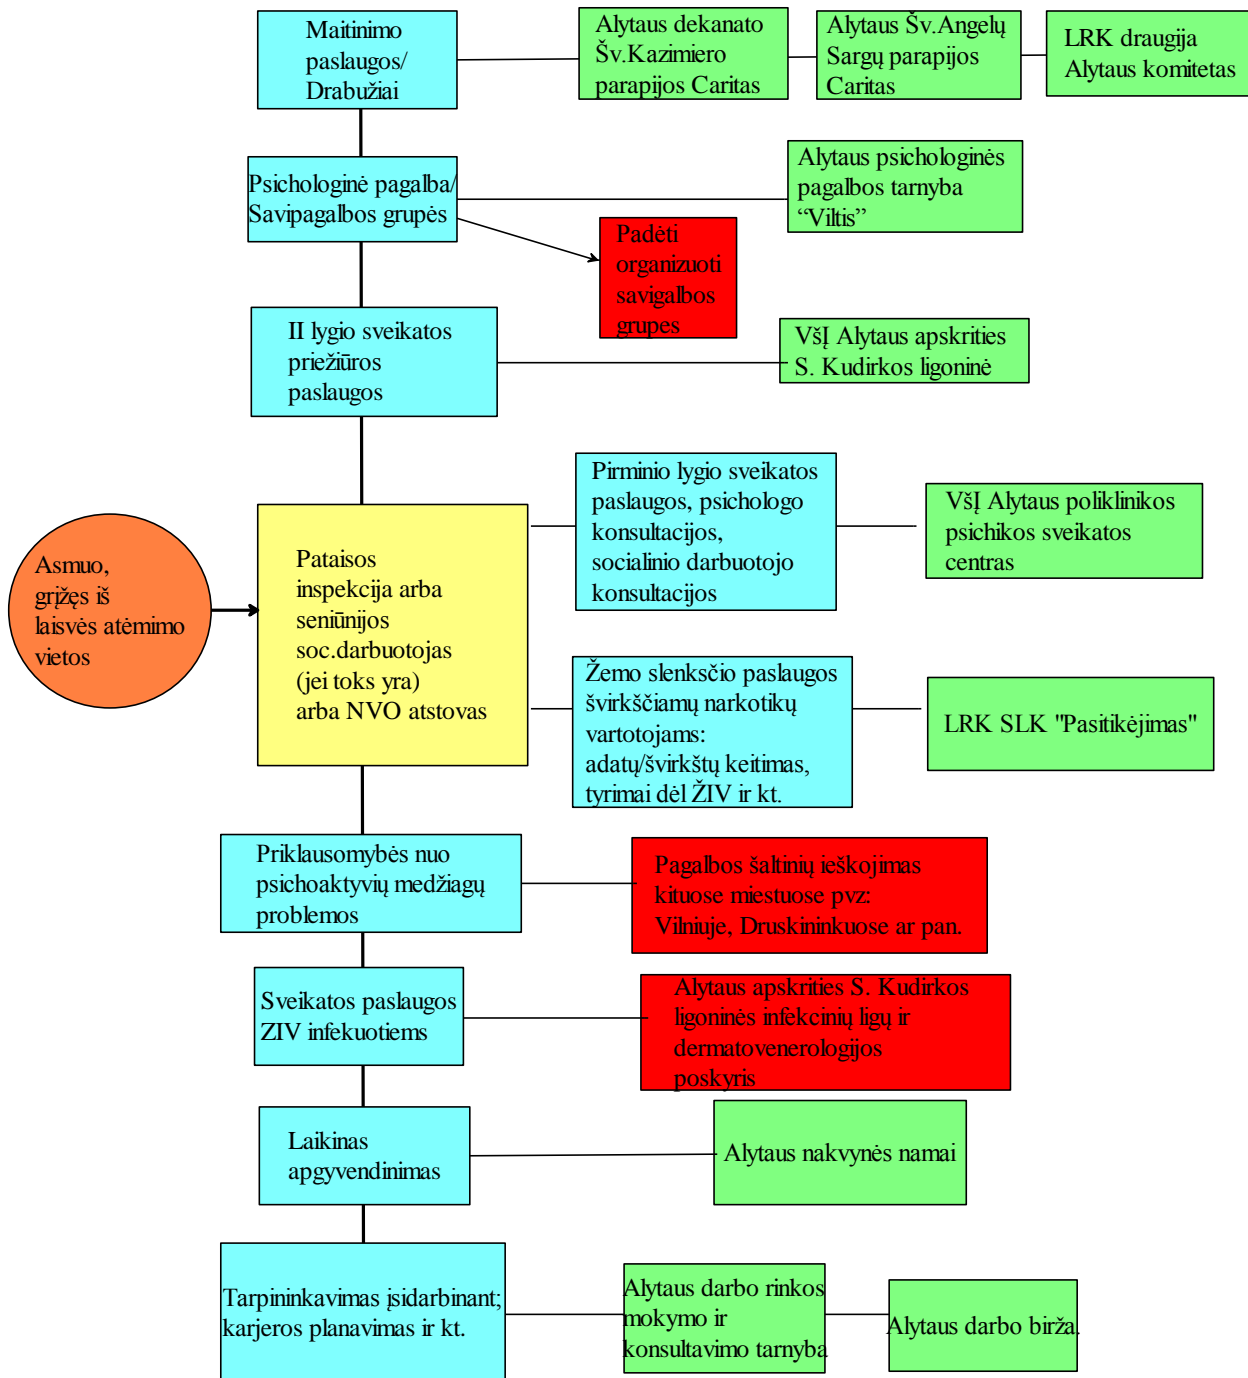 Maitinimo
paslaugos/
Drabužiai
Alytaus dekanato
Šv.Kazimiero
parapijos Caritas
Alytaus Šv.Angelų
Sargų parapijos
Caritas
LRK draugija
Alytaus komitetas
Psichologinė pagalba/
Savipagalbos grupės
Alytaus psichologinės
pagalbos tarnyba
“Viltis”
Padėti
organizuoti
savigalbos
grupes
II lygio sveikatos
priežiūros
paslaugos
VšĮ Alytaus apskrities
S. Kudirkos ligoninė
Asmuo,
grįžęs iš
laisvės atėmimo
vietos
Pataisos
inspekcija arba
seniūnijos
soc.darbuotojas
(jei toks yra)
arba NVO atstovas
Pirminio lygio sveikatos
paslaugos, psichologo
konsultacijos,
socialinio darbuotojo
konsultacijos
VšĮ Alytaus poliklinikos
psichikos sveikatos
centras
Žemo slenksčio paslaugos
švirkščiamų narkotikų
vartotojams:
adatų/švirkštų keitimas,
tyrimai dėl ŽIV ir kt.
LRK SLK "Pasitikėjimas"
Priklausomybės nuo
psichoaktyvių medžiagų
problemos
Pagalbos šaltinių ieškojimas
kituose miestuose pvz:
Vilniuje, Druskininkuose ar pan.
Sveikatos paslaugos
ZIV infekuotiems
Alytaus apskrities S. Kudirkos
ligoninės infekcinių ligų ir
dermatovenerologijos
poskyris
Laikinas
apgyvendinimas
Alytaus nakvynės namai
Tarpininkavimas įsidarbinant;
karjeros planavimas ir kt.
Alytaus darbo rinkos
mokymo ir
konsultavimo tarnyba
Alytaus darbo birža.